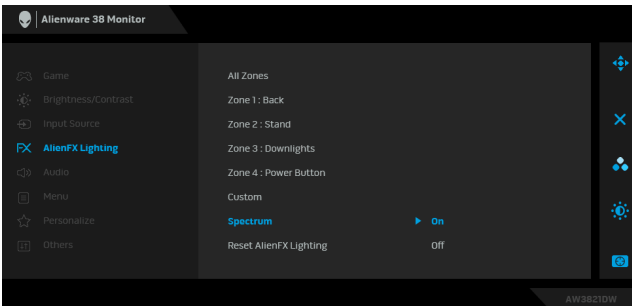 Alienware 38 Monitor
Game
Brightness/Contrast
Input Source
FX AlienFX Lighting
Audio
Menu
Personalize
Others
All Zones
Zone 1 : Back
Zone 2 : Stand
Zone 3 : Downlights
Zone 4 : Power Button
Custom
Spectrum On
Reset AlienFX Lighting Off
AW3821DW